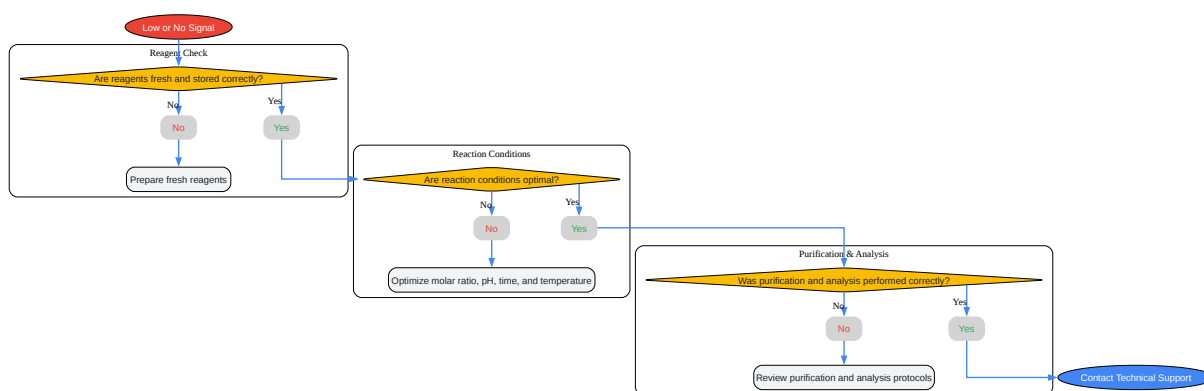 Low or No Signal
Reagent Check
Are reagents fresh and stored correctly?
No
Yes
No
Yes
Prepare fresh reagents
Reaction Conditions
Are reaction conditions optimal?
No
Yes
No
Yes
Optimize molar ratio, pH, time, and temperature
Purification & Analysis
Was purification and analysis performed correctly?
No
Yes
No
Yes
Review purification and analysis protocols
Contact Technical Support